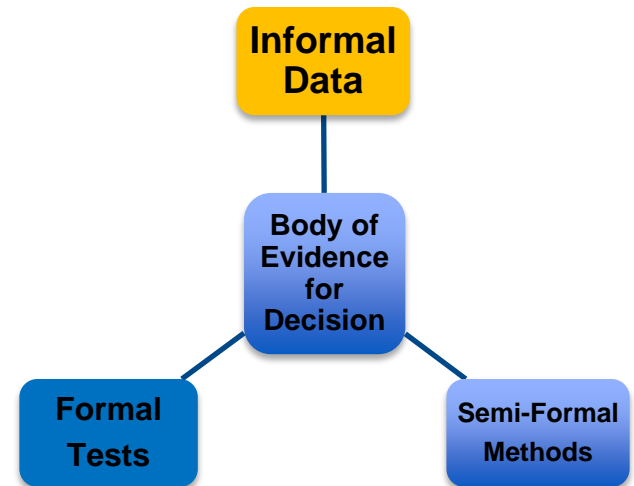 Informal
Data
Body of
Evidence
for
Decision
Formal
Tests
Semi-Formal
Methods